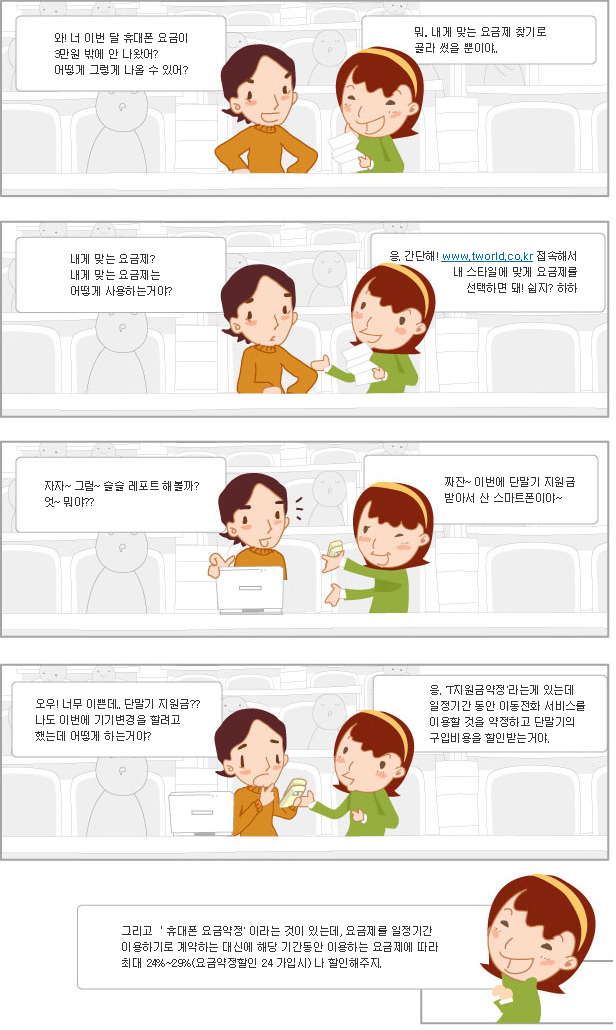 와! 너 이번 달 휴대폰 요금이
3만원 밖에 안 나왔어?
어떻게 그렇게 나올 수 있어?
뭐. 내게 맞는 요금제 찾기로
골라 썼을 뿐이야..
내게 맞는 요금제?
내게 맞는 요금제는
어떻게 사용하는거야?
응. 간단해! www.tworld.co.kr 접속해서
내 스타일에 맞게 요금제를
선택하면 돼! 쉽지? 하하
자자~ 그럼~ 슬슬 레포트 해볼까?
엇~ 뭐야??
짜잔~ 이번에 단말기 지원금
받아서 산 스마트폰이야~
오우! 너무 이쁜데.. 단말기 지원금??
나도 이번에 기기변경을 할려고
했는데 어떻게 하는거야?
응. 'T지원금약정'라는게 있는데
일정기간 동안 이동전화 서비스를
이용할 것을 약정하고 단말기의
구입비용을 할인받는거야.
그리고 ' 휴대폰 요금약정' 이라는 것이 있는데, 요금제를 일정기간
이용하기로 계약하는 대신에 해당 기간동안 이용하는 요금제에 따라
최대 24%~29%(요금약정할인 24 가입시) 나 할인해주지.